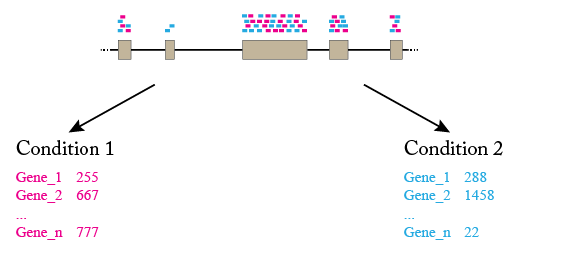 Condition 1
Gene_1 255
Gene_2 667
...
Gene_n 777
Condition 2
Gene_1 288
Gene_2 1458
...
Gene_n 22